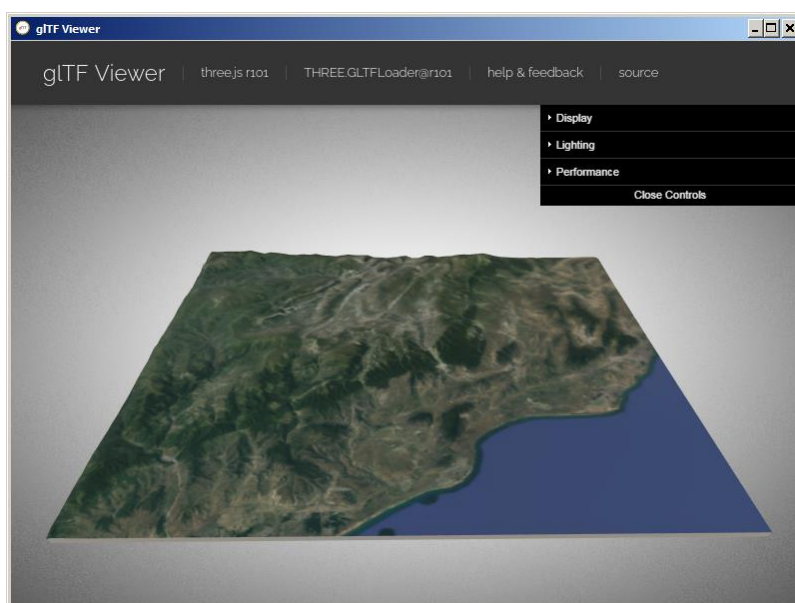 glTF Viewer
glTF Viewer three.js r101 THREE.GLTFLoader@r101 help & feedback source
Display
Lighting
Performance
Close Controls